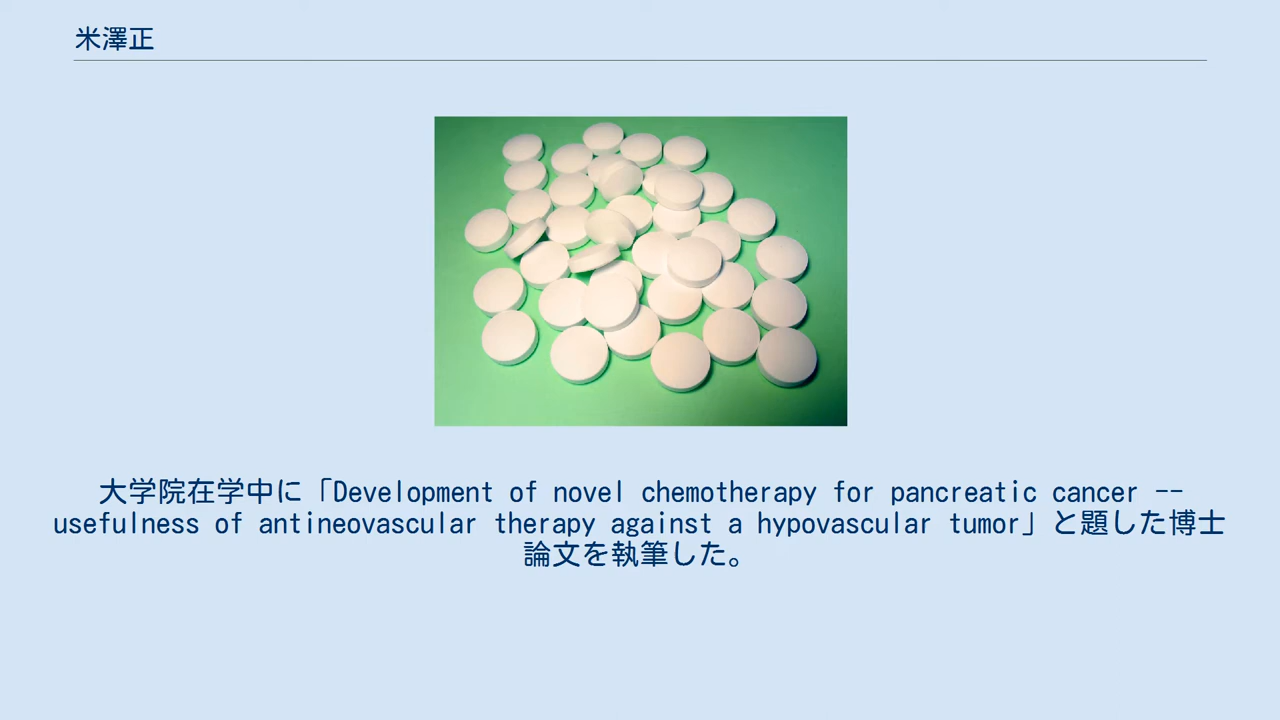 米澤正
大学院在学中に「Development of novel chemotherapy for pancreatic cancer --
usefulness of antineovascular therapy against a hypovascular tumor」と題した博士
論文を執筆した。